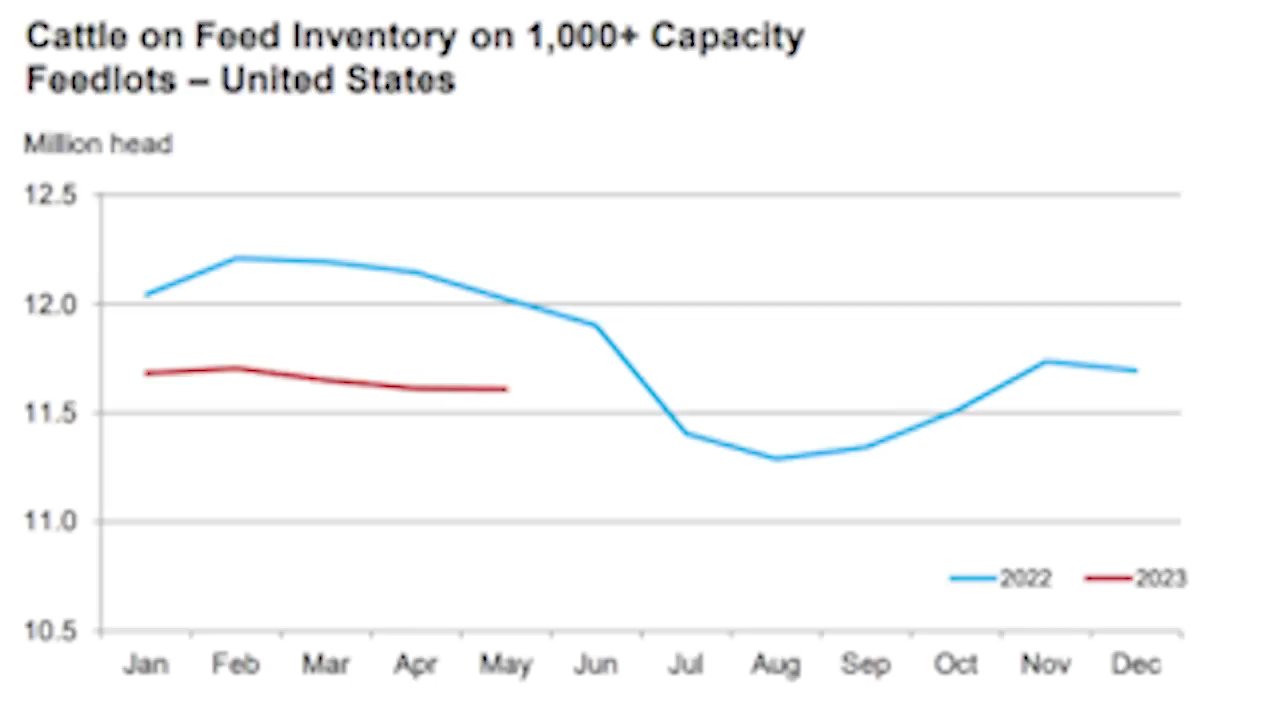 Cattle on Feed Inventory on 1,000+ Capacity
Feedlots – United States
Million head
12.5
12.0
11.5
11.0
10.5
2022 2023
Jan Feb Mar Apr May Jun Jul Aug Sep Oct Nov Dec